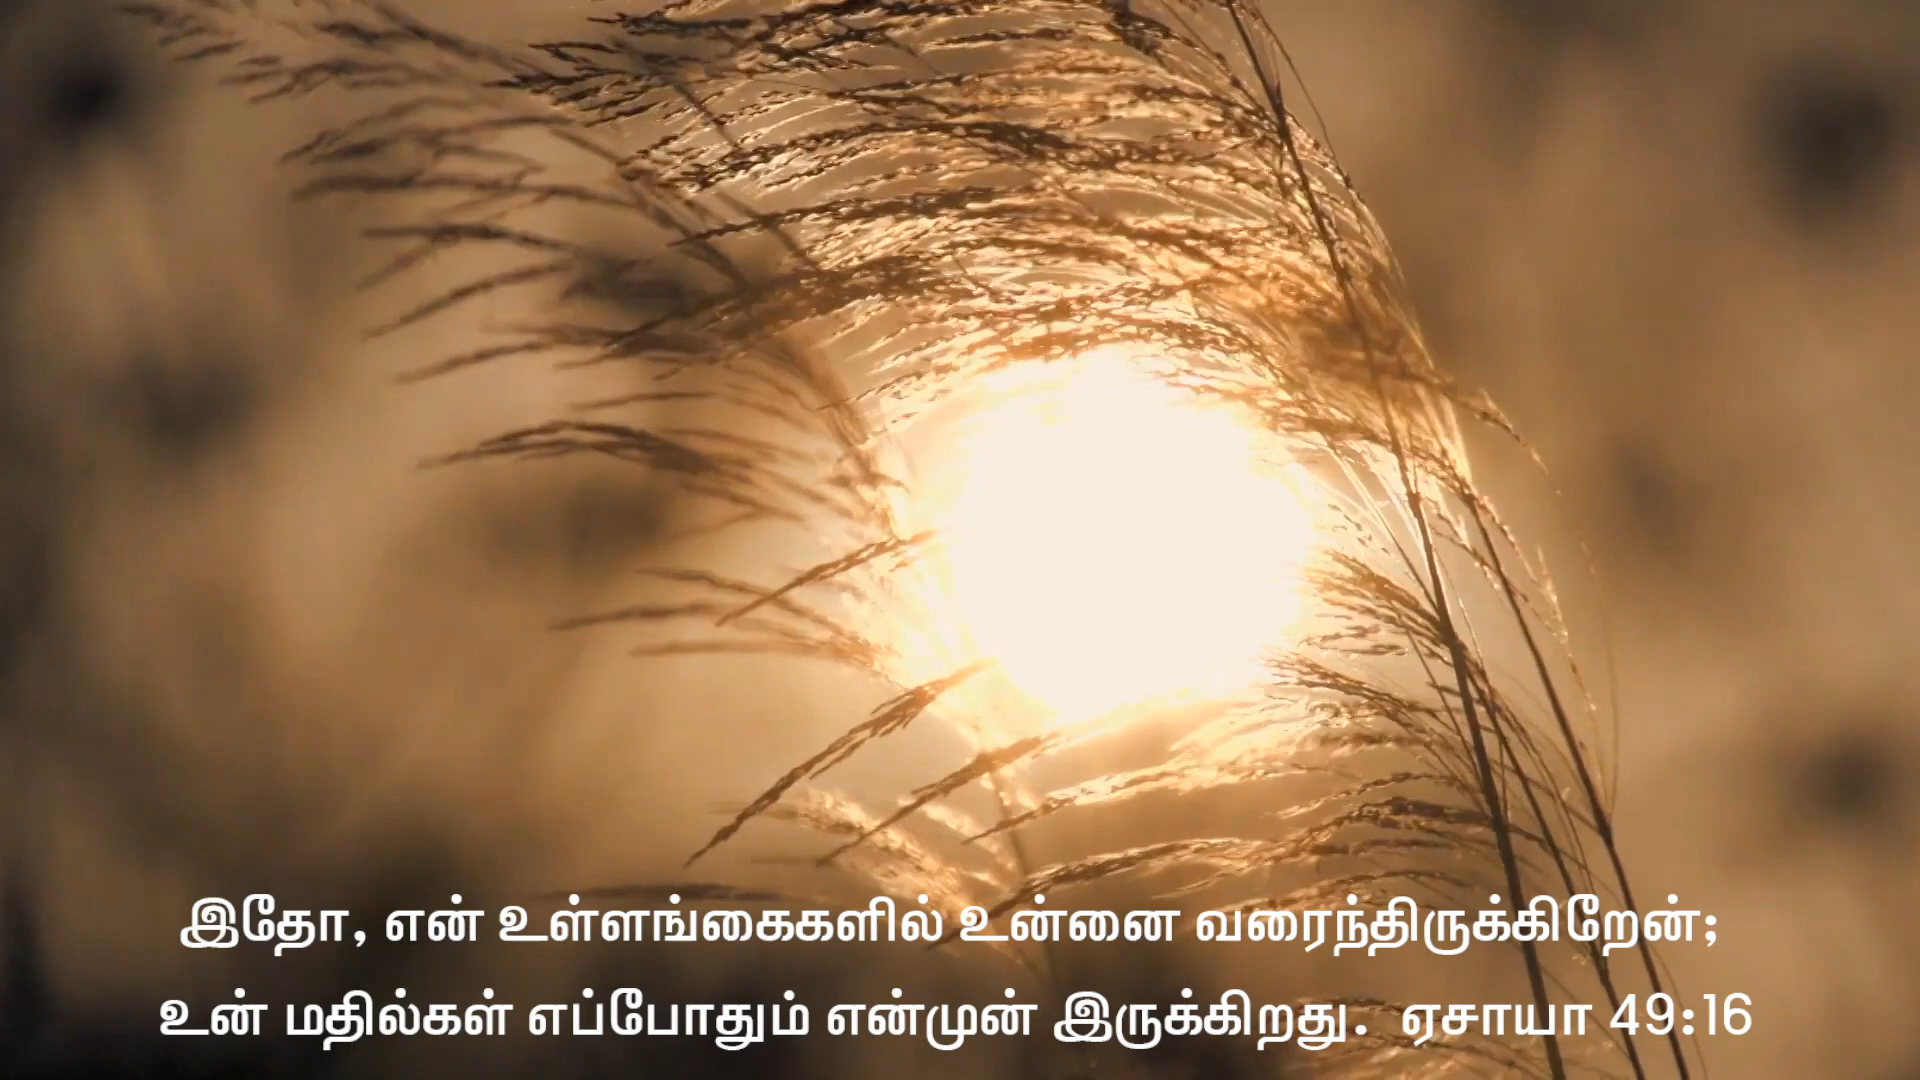 இதோ, என் உள்ளங்கைகளில் உன்னை வரைந்திருக்கிறேன்;
உன் மதில்கள் எப்போதும் என்முன் இருக்கிறது. ஏசாயா 49:16